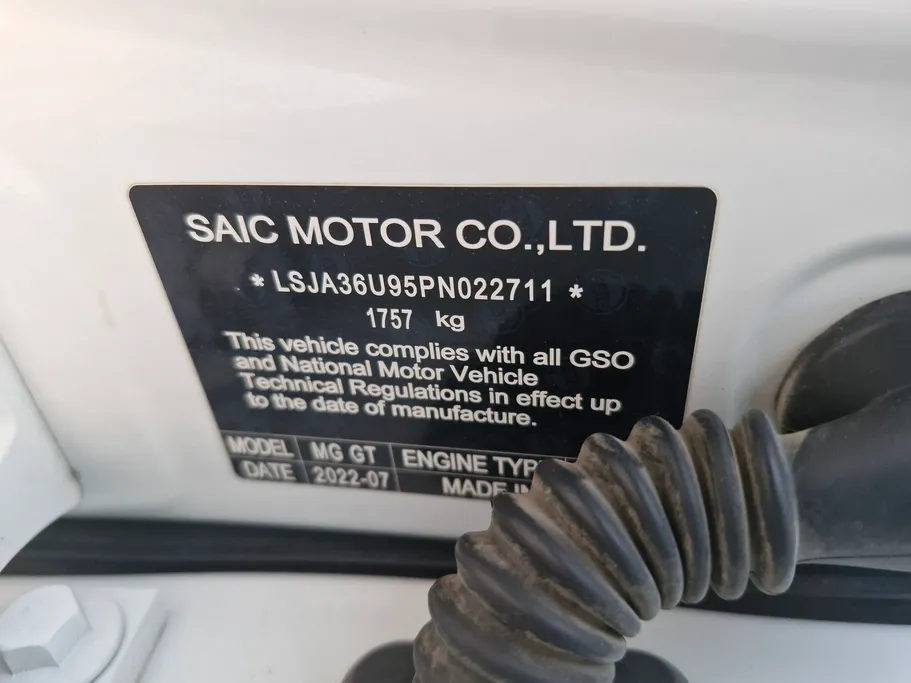 SAIC MOTOR CO.,LTD.
* LSJA36U95PN022711 *
1757 kg
This vehicle complies with all GSO
and National Motor Vehicle
Technical Regulations in effect up
to the date of manufacture.
MODEL MG GT ENGINE
DATE 2022-07 MADE